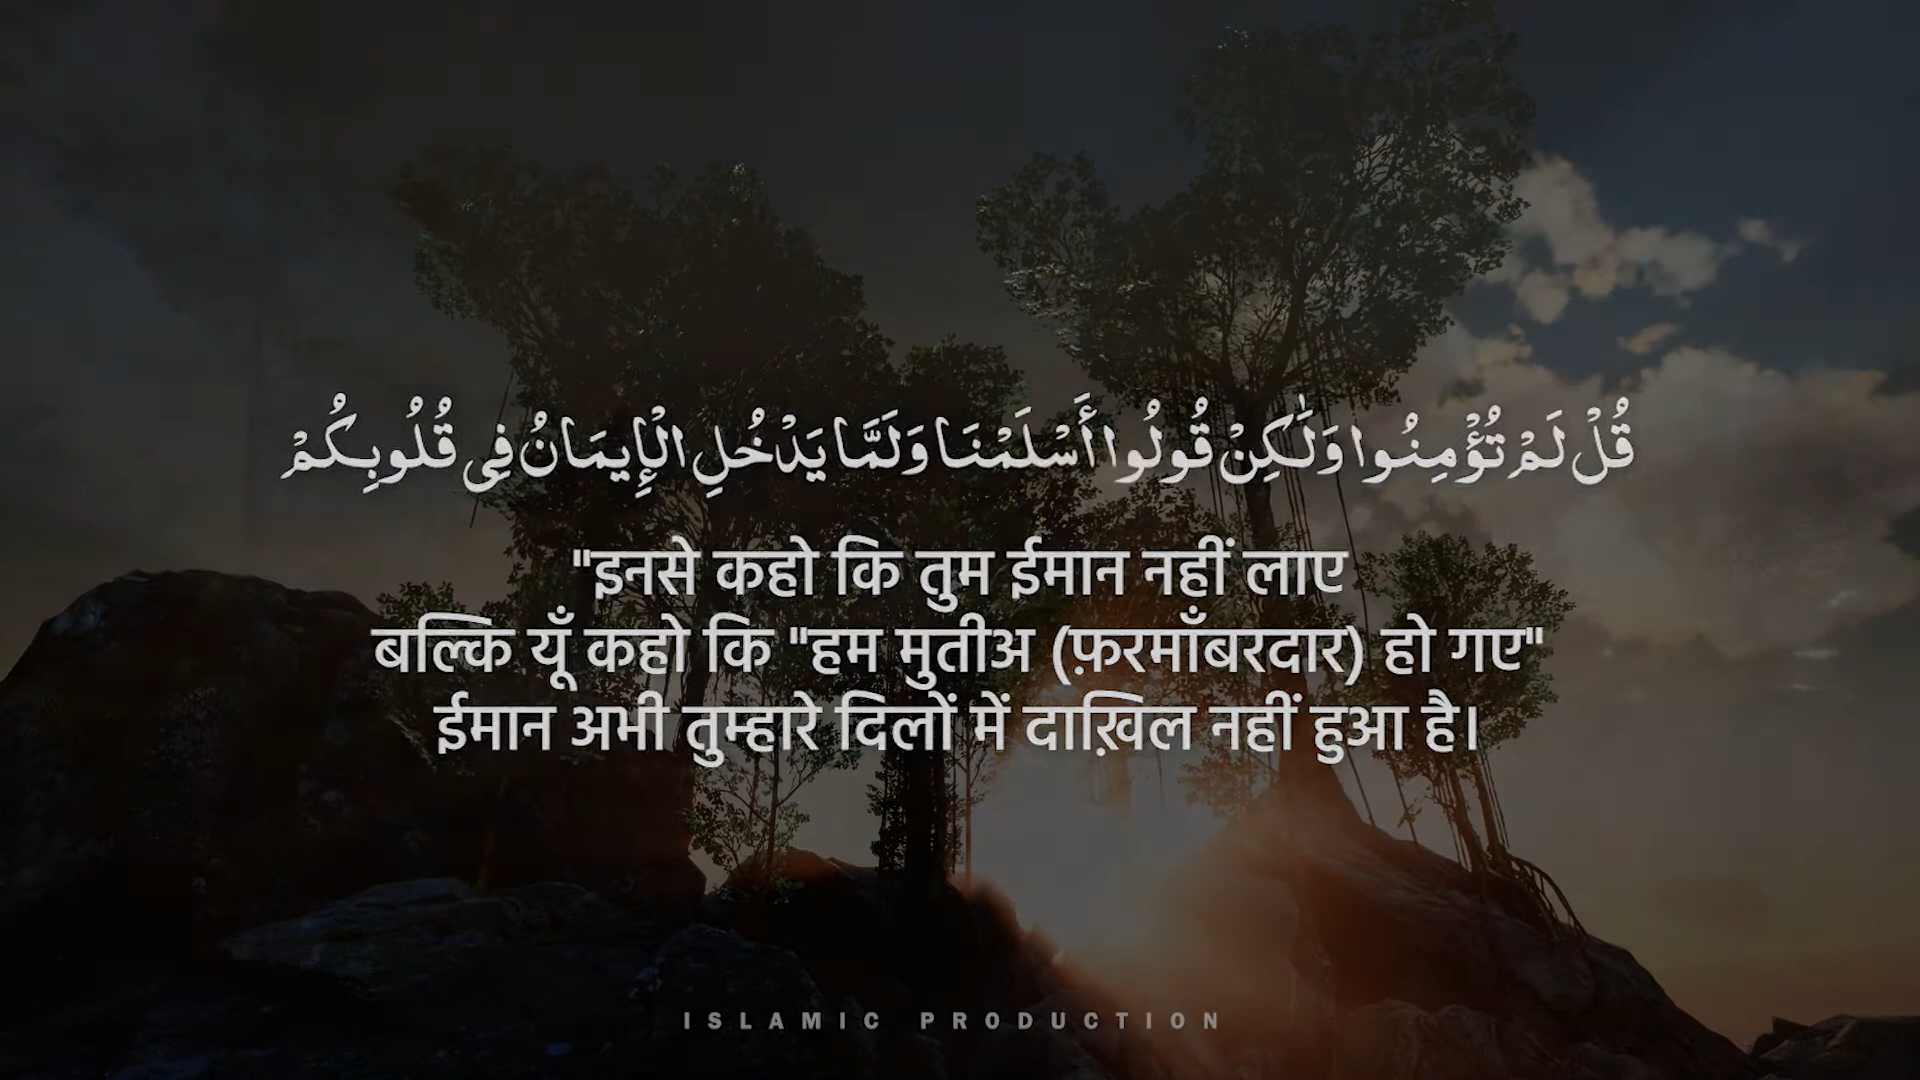 قُلْ لَمْ تُؤْمِنُوا وَلَٰكِنْ قُولُوا أَسْلَمْنَا وَلَمَّا يَدْخُلِ الْإِيمَانُ فِي قُلُوبِكُمْ
"इनसे कहो कि तुम ईमान नहीं लाए
बल्कि यूँ कहो कि "हम मुतीअ (फ़रमाँबरदार) हो गए"
ईमान अभी तुम्हारे दिलों में दाख़िल नहीं हुआ है।
ISLAMIC PRODUCTION